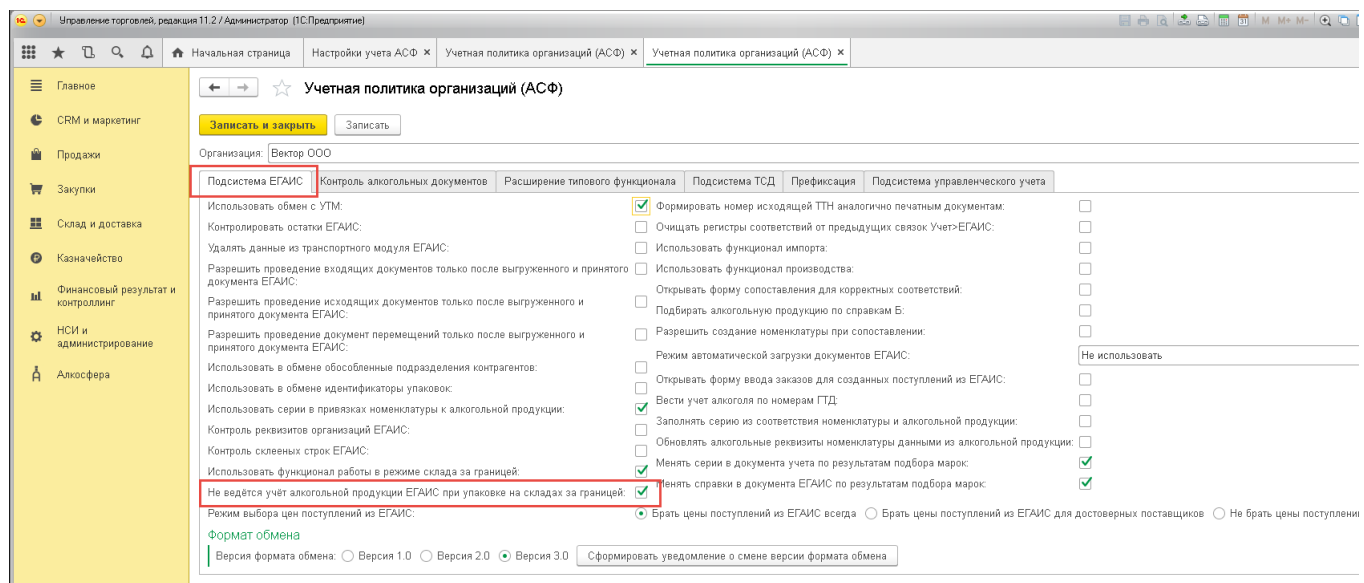 Управление торговлей, редакция 11.2 / Администратор (1С:Предприятие)
M M+ M-
Начальная страница
Настройки учета АСФ ×
Учетная политика организаций (АСФ) ×
Учетная политика организаций (АСФ) ×
Главное
CRM и маркетинг
Продажи
Закупки
Склад и доставка
Казначейство
Финансовый результат и
контроллинг
НСИ и
администрирование
Алкосфера
Учетная политика организаций (АСФ)
Записать и закрыть
Записать
Организация: Вектор ООО
Подсистема ЕГАИС
Контроль алкогольных документов
Расширение типового функционала
Подсистема ТСД
Префиксация
Подсистема управленческого учета
Использовать обмен с УТМ:
Контролировать остатки ЕГАИС:
Удалять данные из транспортного модуля ЕГАИС:
Разрешить проведение входящих документов только после выгруженного и принятого
документа ЕГАИС:
Разрешить проведение исходящих документов только после выгруженного и
принятого документа ЕГАИС:
Разрешить проведение документ перемещений только после выгруженного и
принятого документа ЕГАИС:
Использовать в обмене обособленные подразделения контрагентов:
Использовать в обмене идентификаторы упаковок:
Использовать серии в привязках номенклатуры к алкогольной продукции:
Контроль реквизитов организаций ЕГАИС:
Контроль склееных строк ЕГАИС:
Использовать функционал работы в режиме склада за границей:
Не ведётся учёт алкогольной продукции ЕГАИС при упаковке на складах за границей:
Режим выбора цен поступлений из ЕГАИС:
Формировать номер исходящей ТТН аналогично печатным документам:
Очищать регистры соответствий от предыдущих связок Учет>ЕГАИС:
Использовать функционал импорта:
Использовать функционал производства:
Открывать форму сопоставления для корректных соответствий:
Подбирать алкогольную продукцию по справкам Б:
Разрешить создание номенклатуры при сопоставлении:
Режим автоматической загрузки документов ЕГАИС: Не использовать
Открывать форму ввода заказов для созданных поступлений из ЕГАИС:
Вести учет алкоголя по номерам ГТД:
Заполнять серию из соответствия номенклатуры и алкогольной продукции:
Обновлять алкогольные реквизиты номенклатуры данными из алкогольной продукции:
Менять серии в документа учета по результатам подбора марок:
Менять справки в документа ЕГАИС по результатам подбора марок:
Брать цены поступлений из ЕГАИС всегда
Брать цены поступлений из ЕГАИС для достоверных поставщиков
Не брать цены поступлени
Формат обмена
Версия формата обмена: Версия 1.0 Версия 2.0 Версия 3.0
Сформировать уведомление о смене версии формата обмена